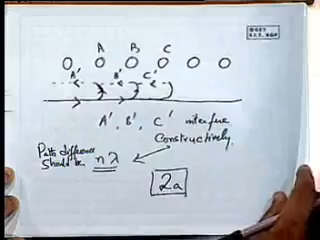 A B C
A' B' C'
A', B', C' interfere
Constructively.
Path difference
Should be nλ
2a